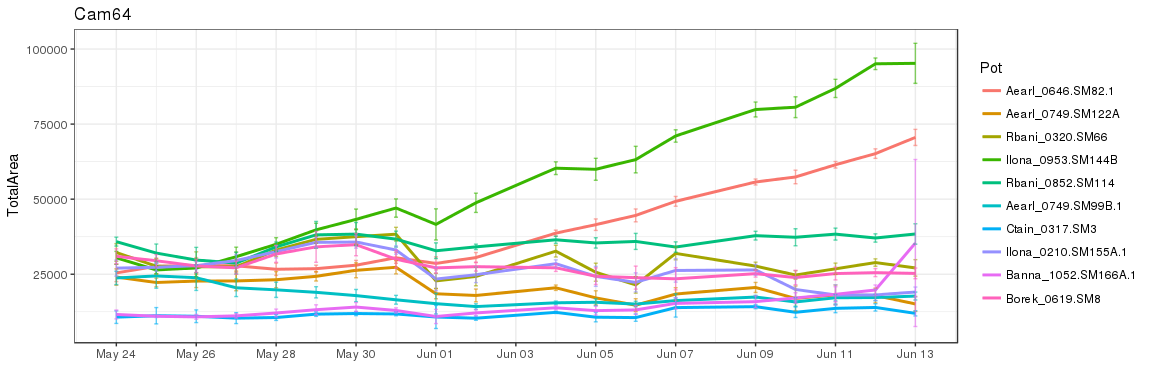 Cam64
TotalArea
100000
75000
50000
25000
May 24
May 26
May 28
May 30
Jun 01
Jun 03
Jun 05
Jun 07
Jun 09
Jun 11
Jun 13
Pot
Aearl_0646.SM82.1
Aearl_0749.SM122A
Rbani_0320.SM66
Ilona_0953.SM144B
Rbani_0852.SM114
Aearl_0749.SM99B.1
Ctain_0317.SM3
Ilona_0210.SM155A.1
Banna_1052.SM166A.1
Borek_0619.SM8